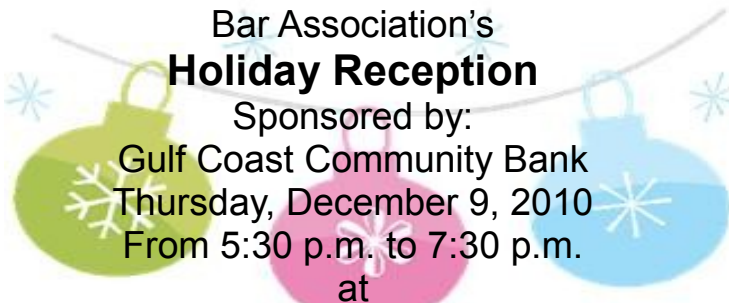 Bar Association’s
Holiday Reception
Sponsored by:
Gulf Coast Community Bank
Thursday, December 9, 2010
From 5:30 p.m. to 7:30 p.m.
at